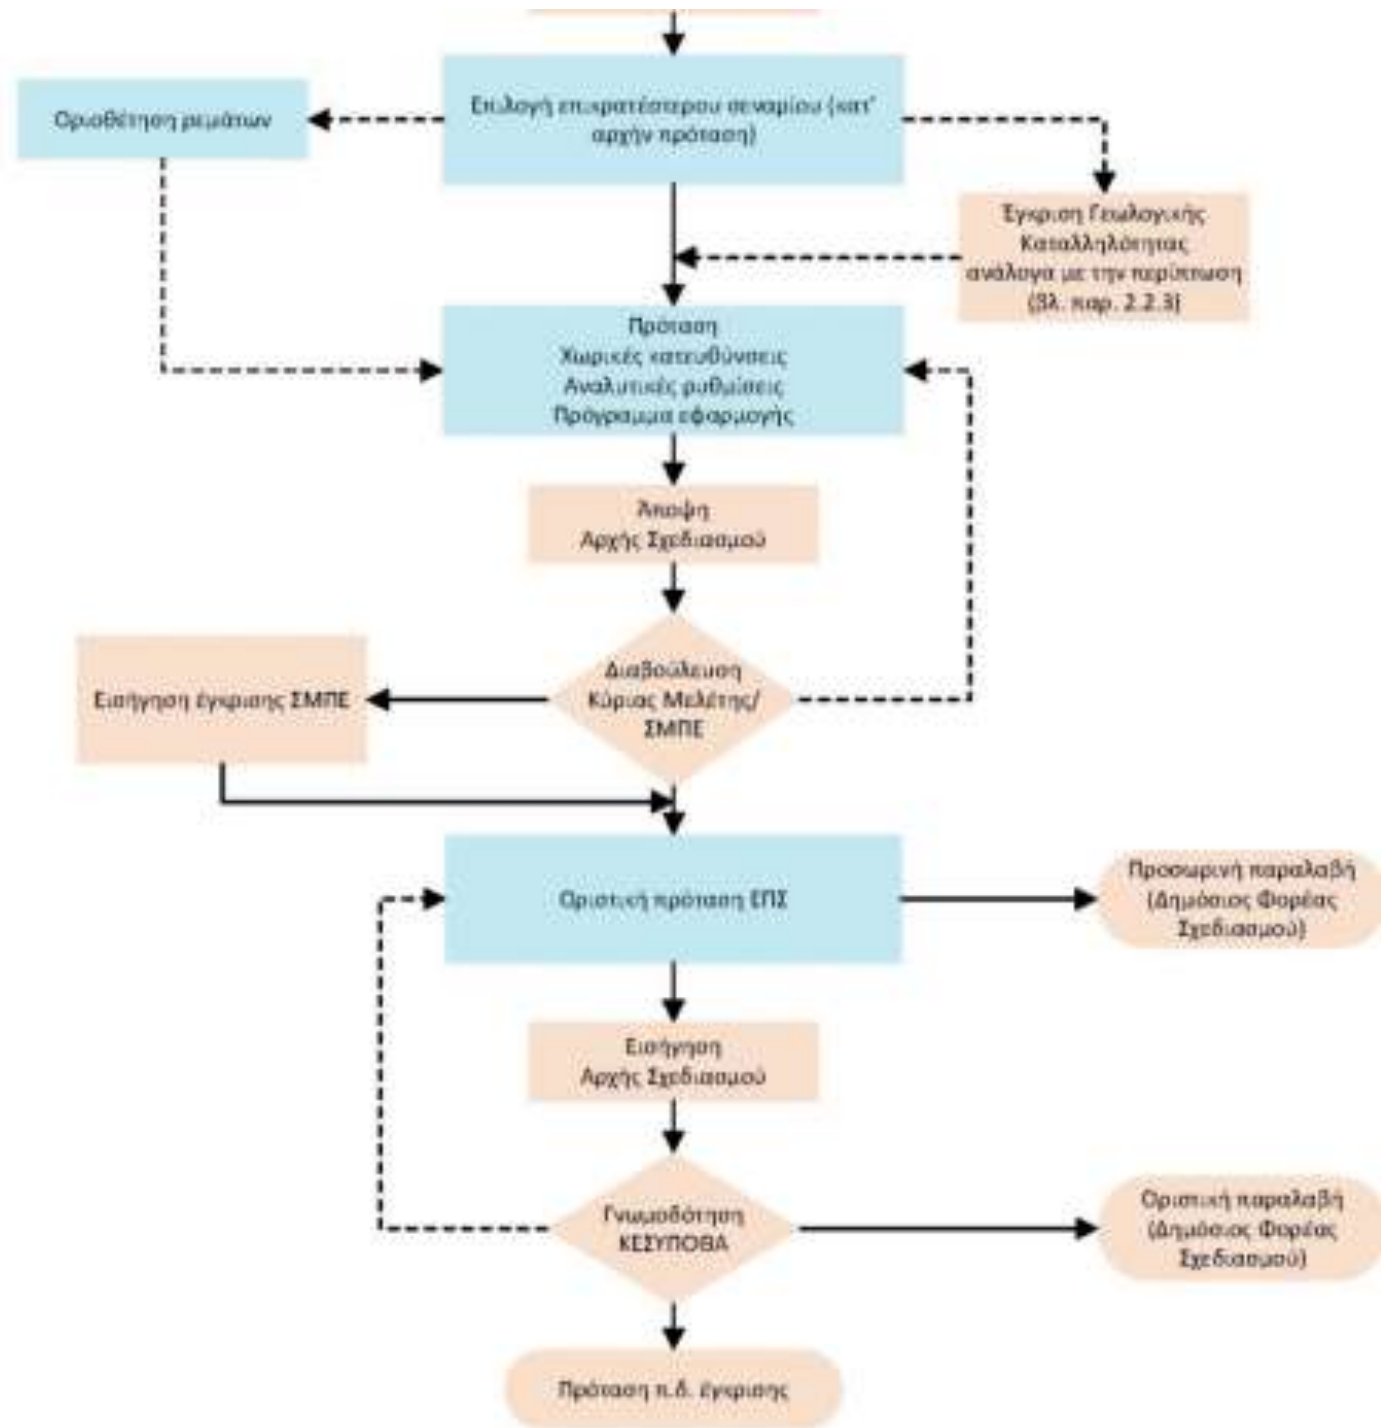 Επιλογή επικρατέστερου σεναρίου (κατ'
αρχήν πρόταση)
Οριοθέτηση ρεμάτων
Έγκριση Γεωλογικής
Καταλληλότητας
ανάλογα με την περίπτωση
(βλ. παρ. 2.2.3)
Πρόταση
Χωρικές κατευθύνσεις
Αναλυτικές ρυθμίσεις
Πρόγραμμα εφαρμογής
Άποψη
Αρχής Σχεδιασμού
Διαβούλευση
Κύριας Μελέτης/
ΣΜΠΕ
Εισήγηση έγκρισης ΣΜΠΕ
Οριστική πρόταση ΕΠΣ
Προσωρινή παραλαβή
(Δημόσιος Φορέας
Σχεδιασμού)
Εισήγηση
Αρχής Σχεδιασμού
Γνωμοδότηση
ΚΕΣΥΠΟΘΑ
Οριστική παραλαβή
(Δημόσιος Φορέας
Σχεδιασμού)
Πρόταση π.δ. έγκρισης